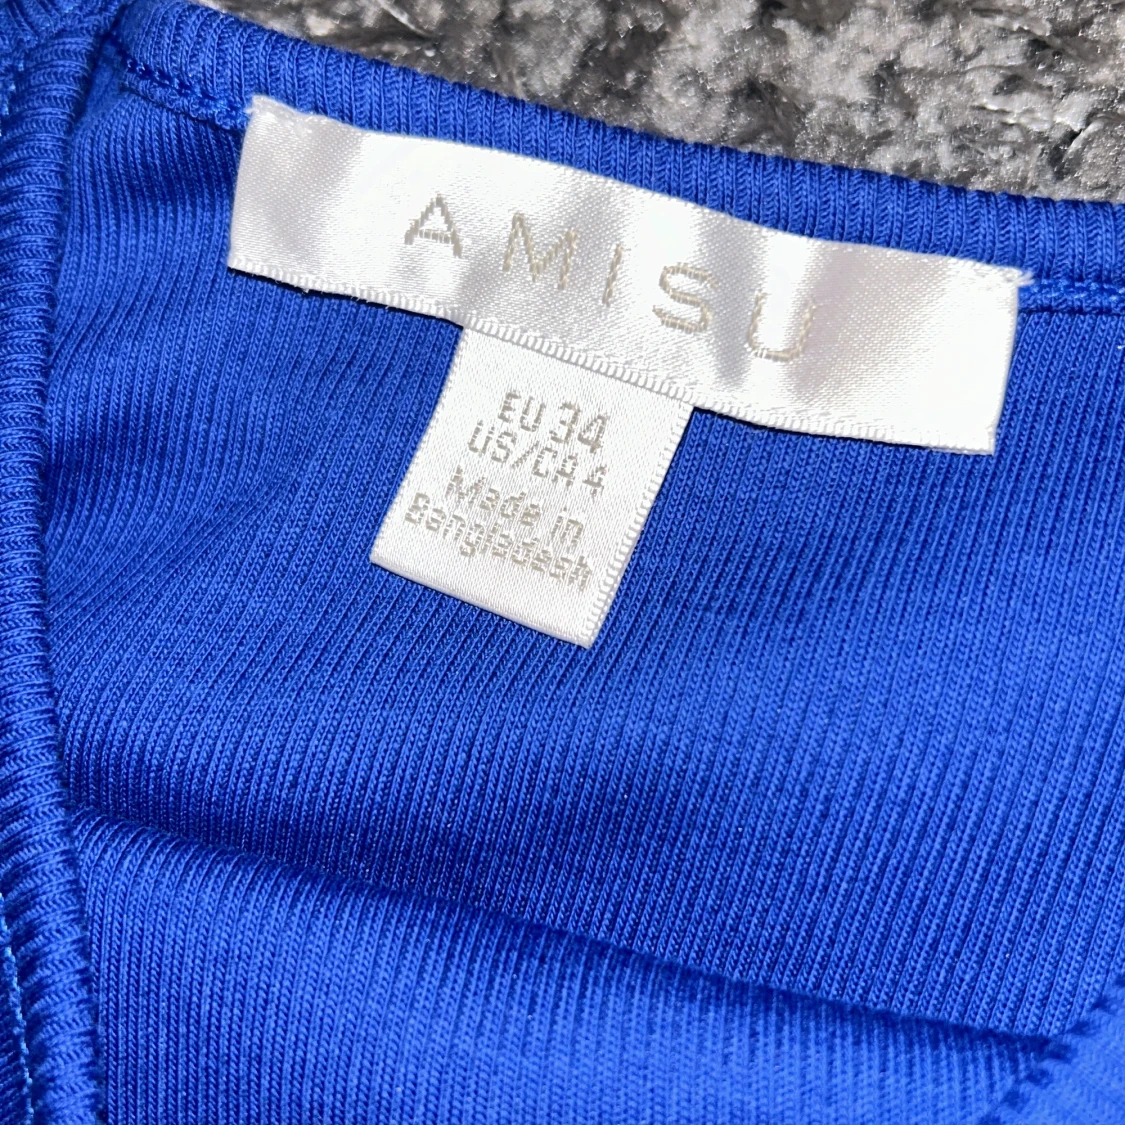 AMISU
EU 34
US/CA 4
Made in
Bangladesh